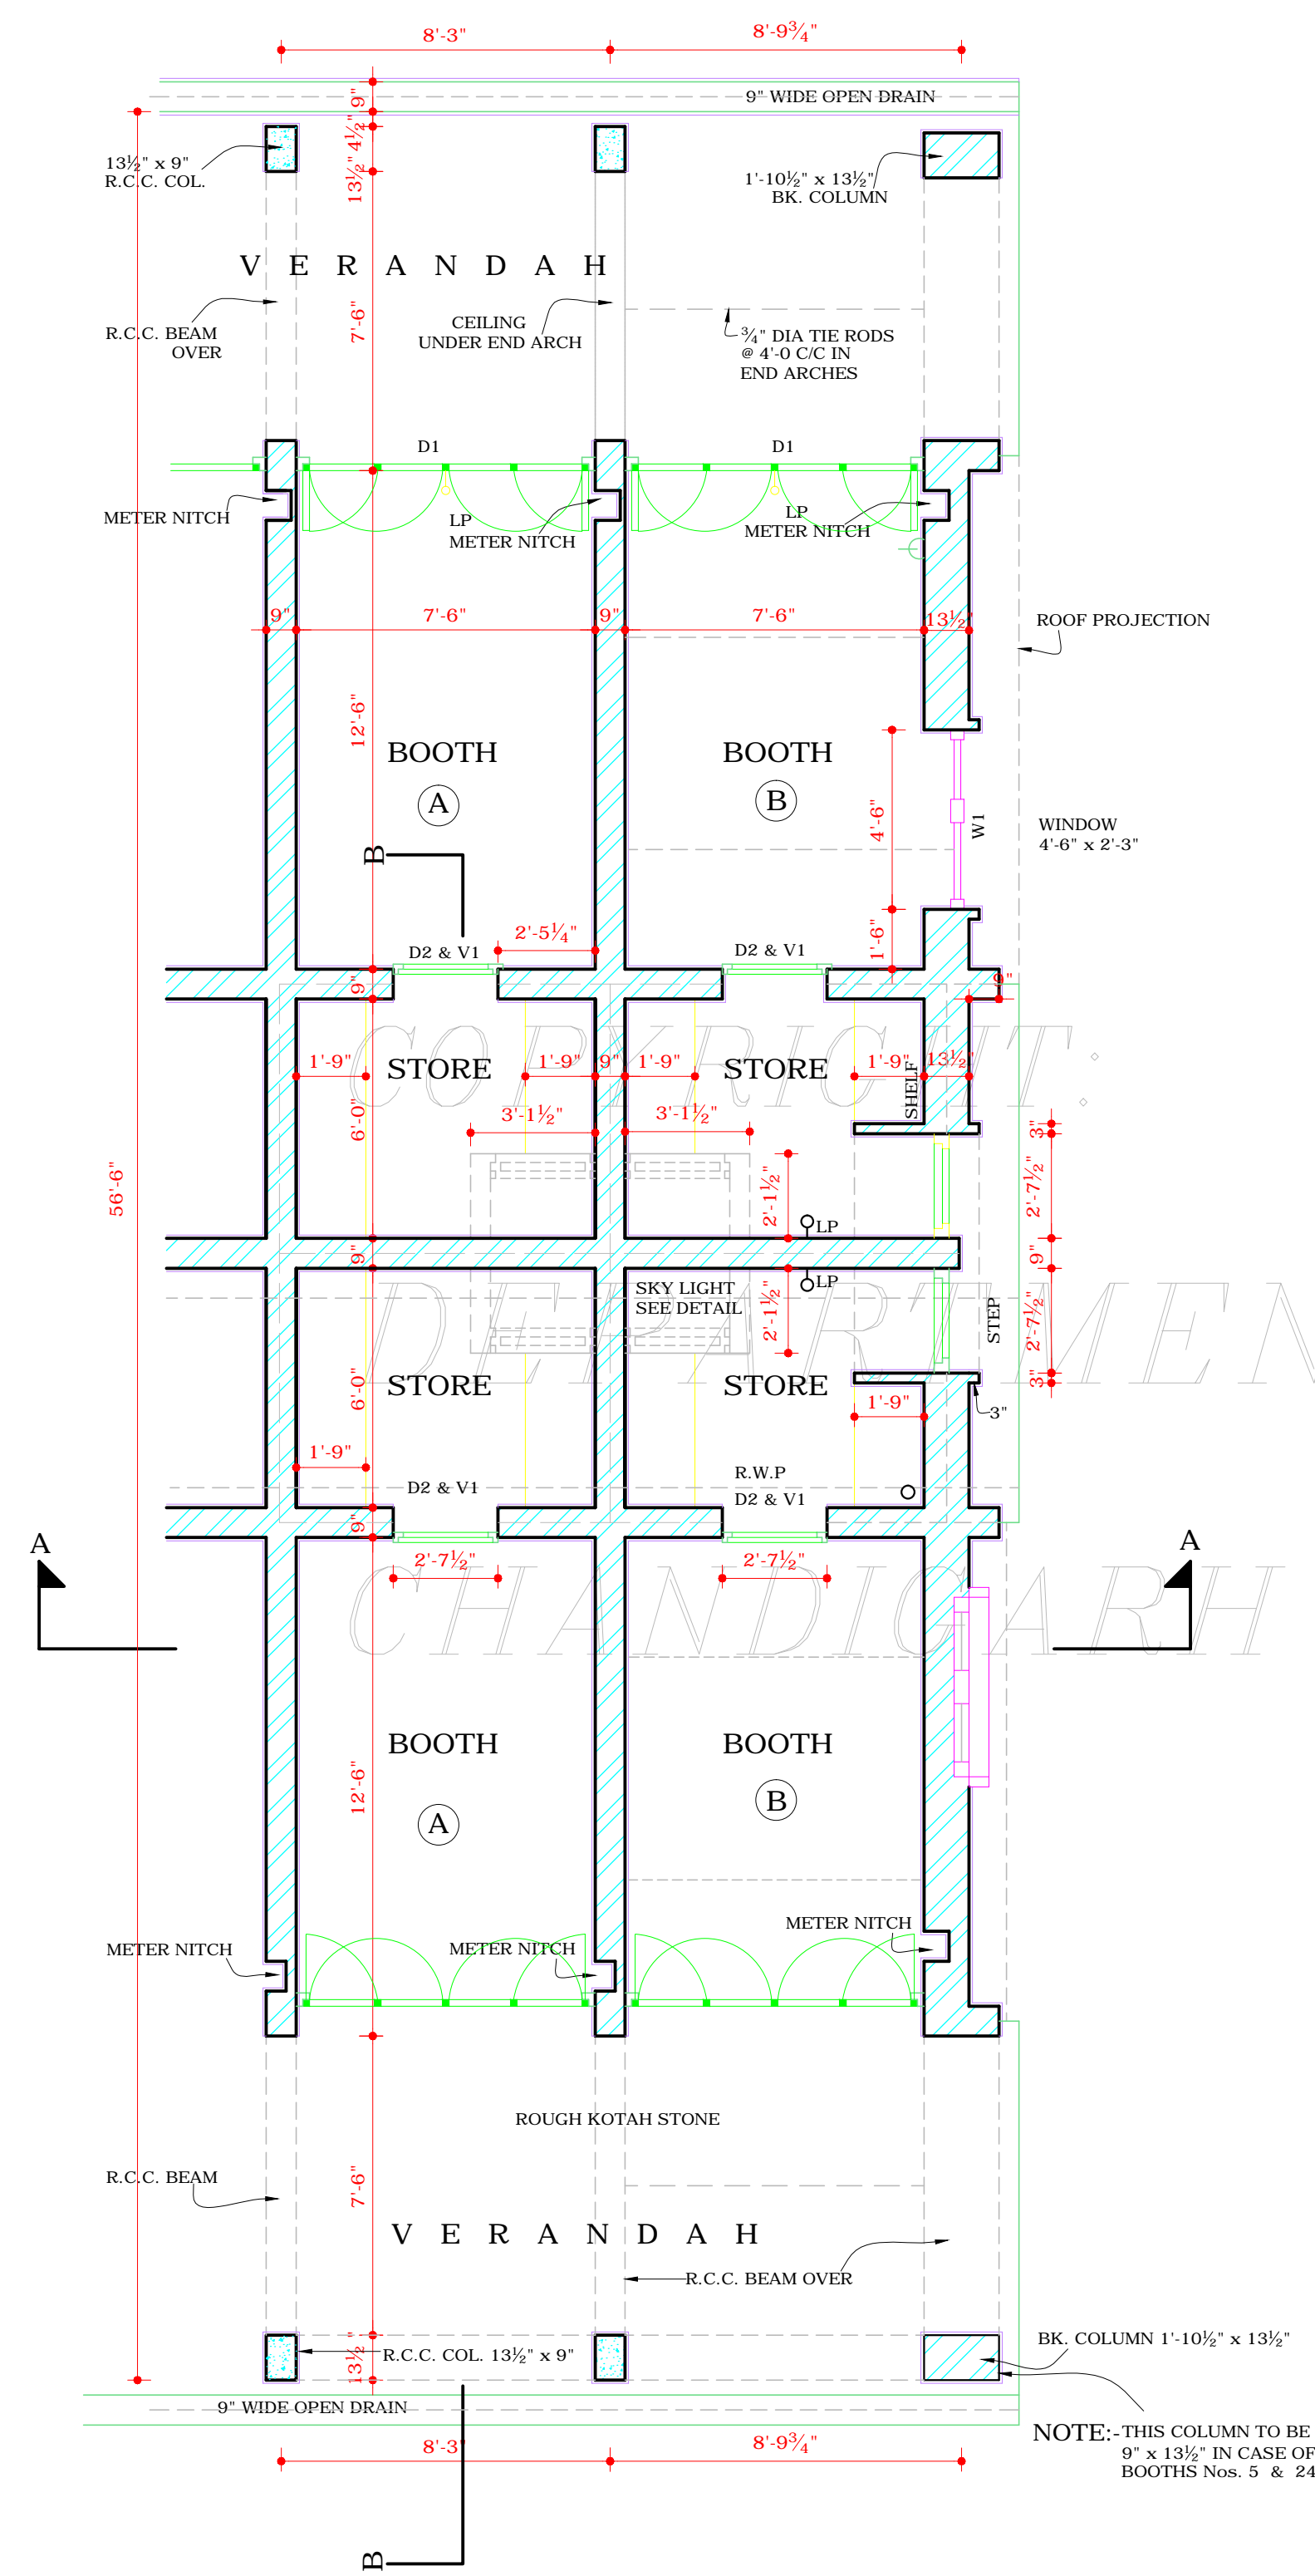 8'-3"
8'-9¾"
9" WIDE OPEN DRAIN
9"
4½"
13½"
13½" x 9"
R.C.C. COL.
1'-10½" x 13½"
BK. COLUMN
VERANDAH
R.C.C. BEAM
OVER
7'-6"
CEILING
UNDER END ARCH
¾" DIA TIE RODS
@ 4'-0 C/C IN
END ARCHES
D1
D1
METER NITCH
LP
METER NITCH
LP
METER NITCH
9"
7'-6"
9"
7'-6"
13½"
ROOF PROJECTION
12'-6"
BOOTH
A
BOOTH
B
4'-6"
W1
WINDOW
4'-6" x 2'-3"
B
2'-5¼"
1'-6"
D2 & V1
D2 & V1
9"
9"
COPYRIGHT:
STORE
STORE
1'-9"
1'-9"
9"
1'-9"
1'-9"
13½"
SHELF
6'-0"
3'-1½"
3'-1½"
3"
2'-1½"
2'-7½"
56'-6"
LP
9"
9"
LP
SKY LIGHT
SEE DETAIL
2'-1½"
STEP
2'-7½"
DEPARTMEN
STORE
STORE
6'-0"
3"
1'-9"
3"
1'-9"
D2 & V1
R.W.P
D2 & V1
9"
A
A
2'-7½"
2'-7½"
CHANDIGARH
BOOTH
A
BOOTH
B
12'-6"
METER NITCH
METER NITCH
METER NITCH
ROUGH KOTAH STONE
R.C.C. BEAM
7'-6"
VERANDAH
R.C.C. BEAM OVER
13½"
R.C.C. COL. 13½" x 9"
BK. COLUMN 1'-10½" x 13½"
9" WIDE OPEN DRAIN
NOTE:-THIS COLUMN TO BE
9" x 13½" IN CASE OF
BOOTHS Nos. 5 & 24
8'-3"
8'-9¾"
B